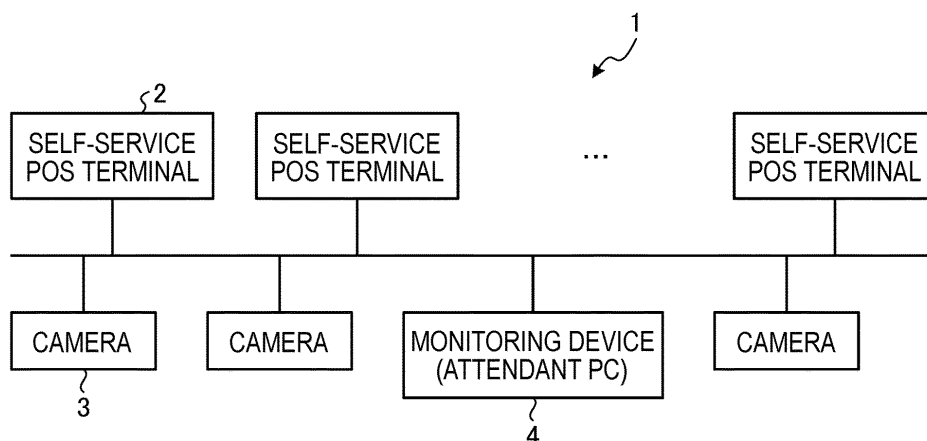 1
2
SELF-SERVICE
POS TERMINAL
SELF-SERVICE
POS TERMINAL
...
SELF-SERVICE
POS TERMINAL
CAMERA
CAMERA
MONITORING DEVICE
(ATTENDANT PC)
CAMERA
3
4